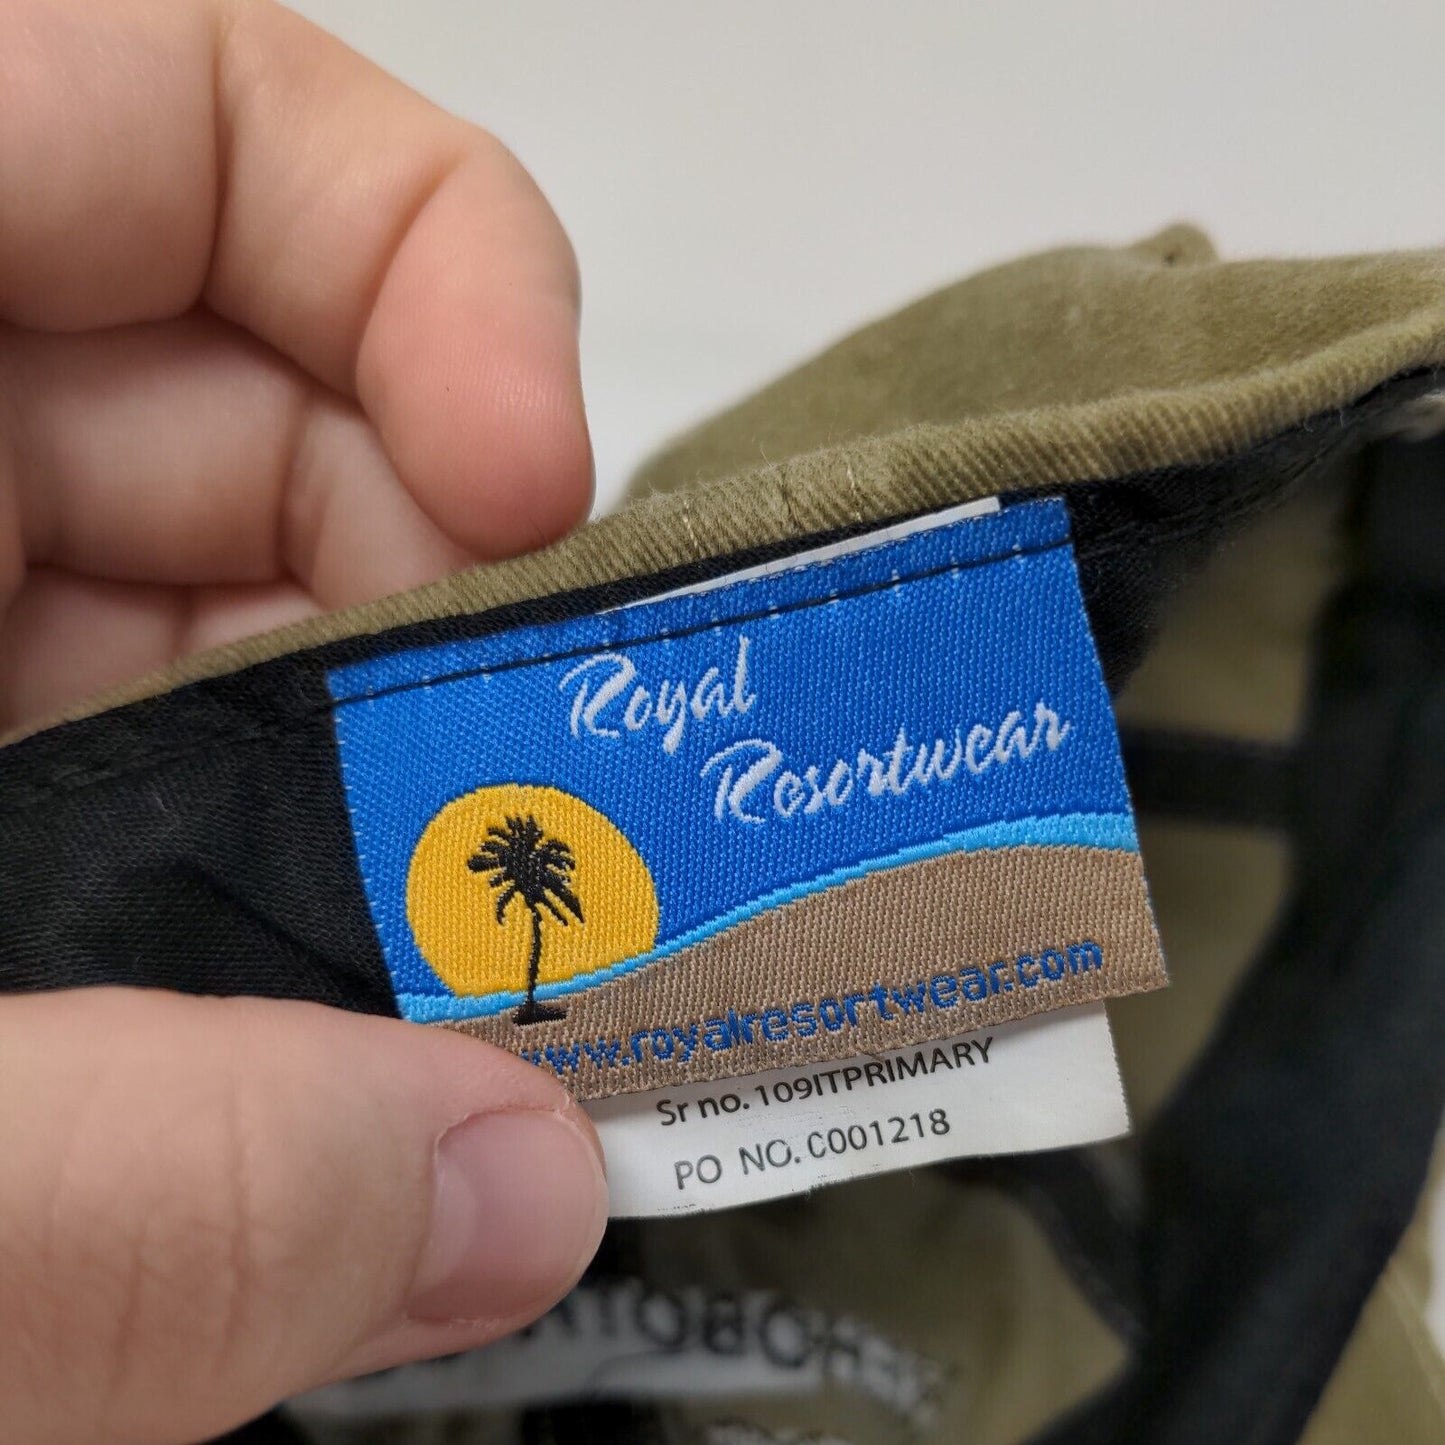 Royal
Resortwear
www.royalresortwear.com
Sr no. 109ITPRIMARY
PO NO. C001218